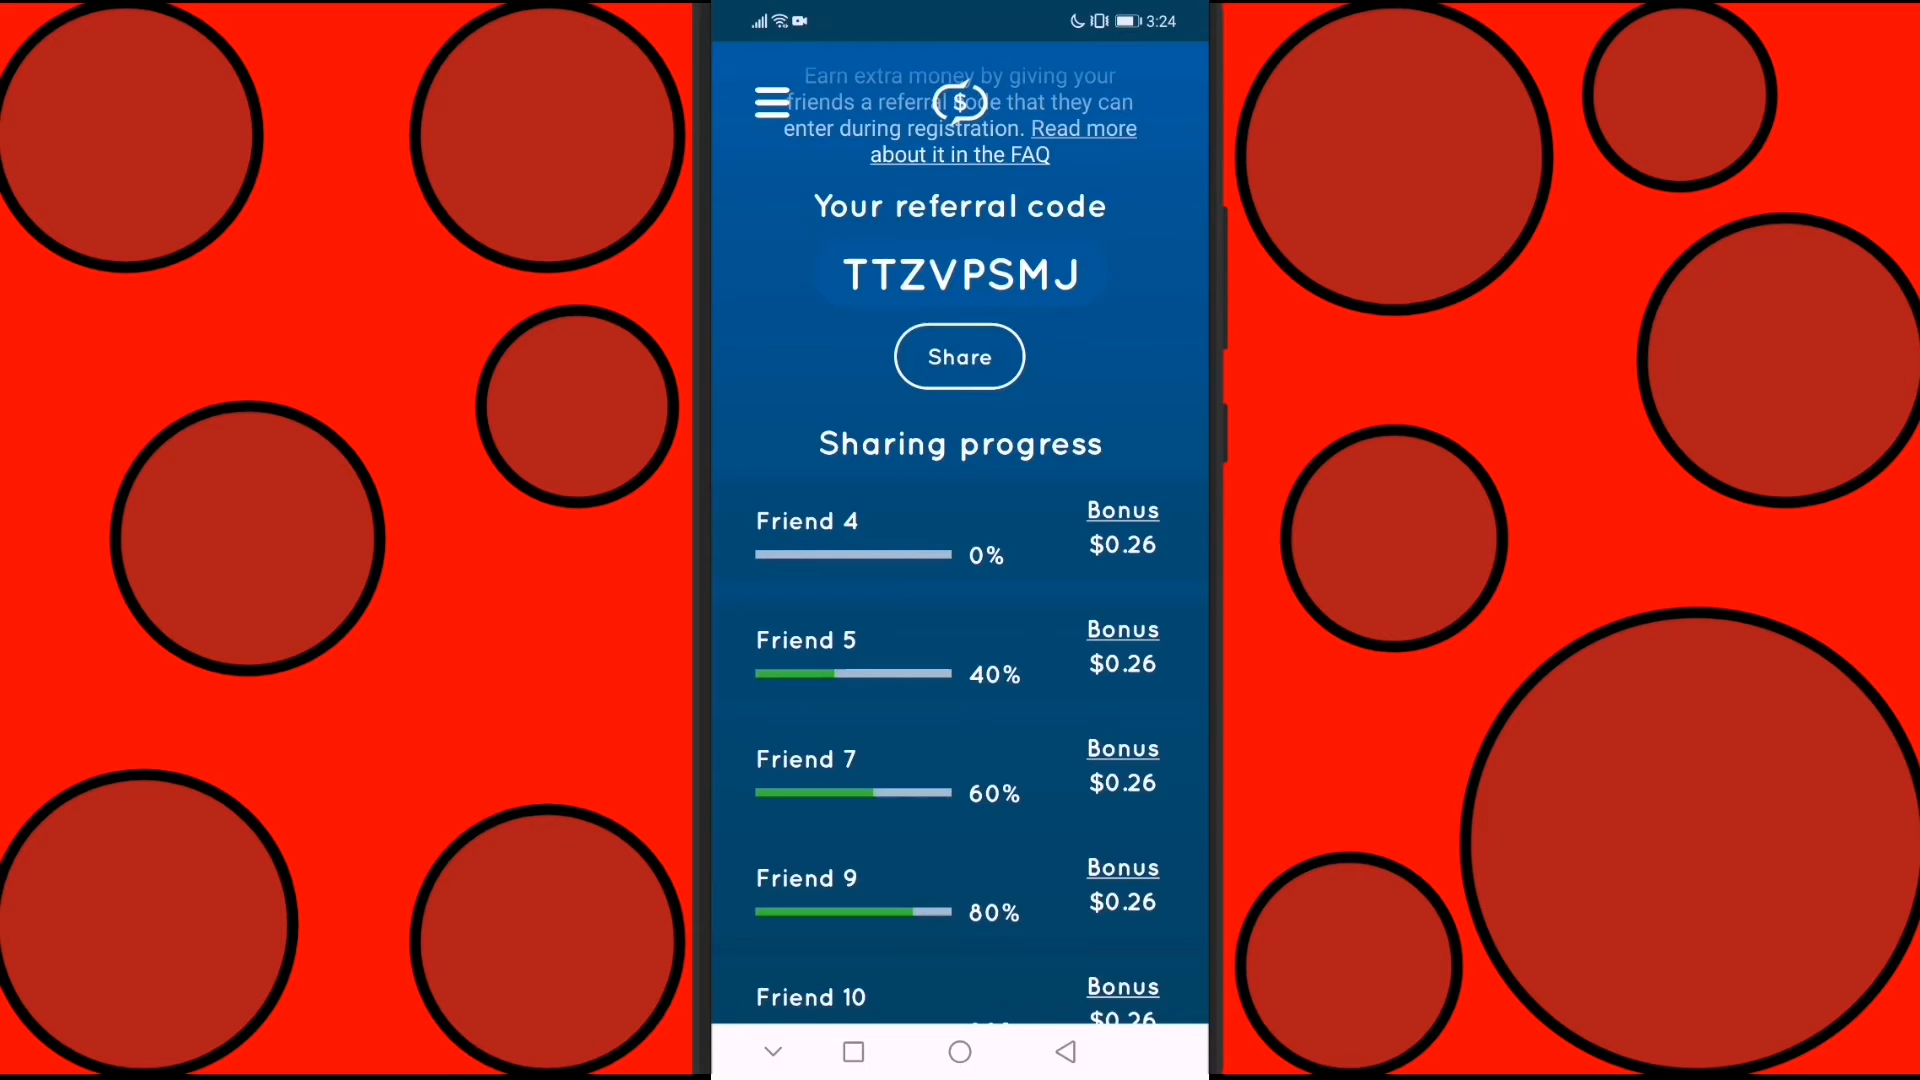 3:24
Earn extra money by giving your
friends a referral code that they can
enter during registration. Read more
about it in the FAQ
Your referral code
TTZVPSMJ
Share
Sharing progress
Friend 4
Bonus
0%
$0.26
Friend 5
Bonus
40%
$0.26
Friend 7
Bonus
60%
$0.26
Friend 9
Bonus
80%
$0.26
Friend 10
Bonus
$0.26